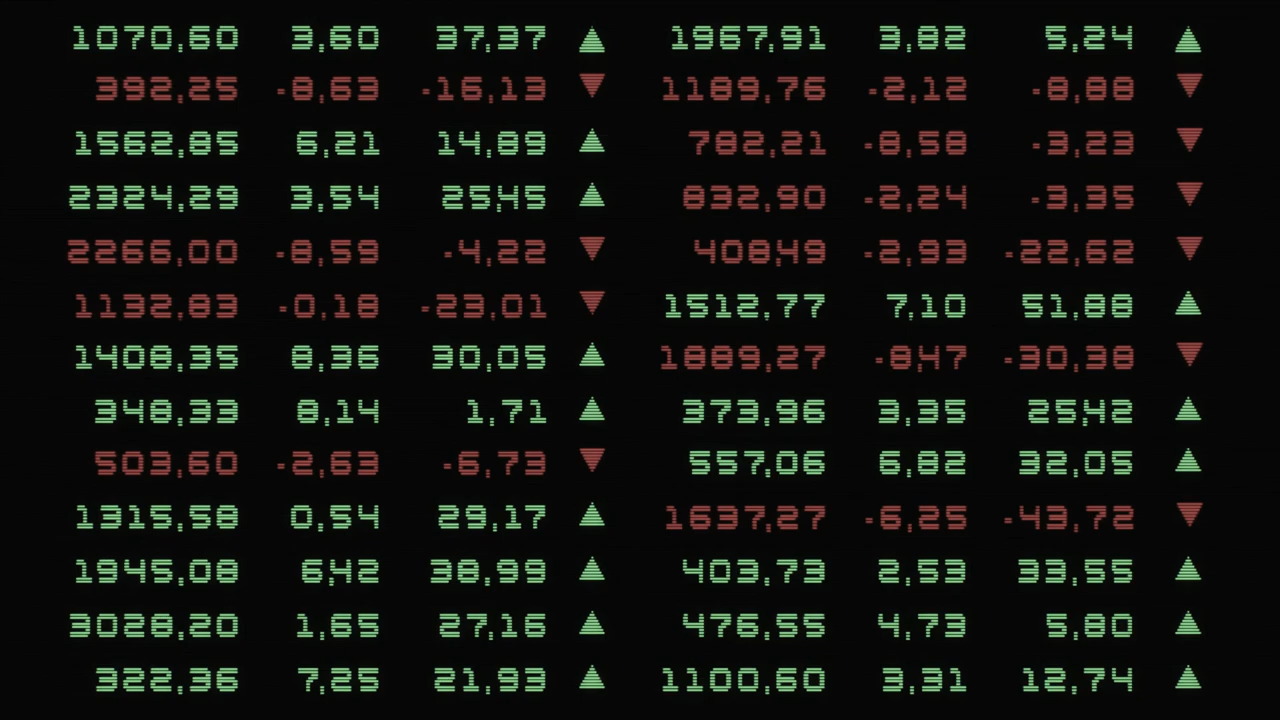 1070,60 3,60 37,37 ▲ 1967,91 3,82 5,24 ▲
392,25 -8,63 -16,13 ▼ 1189,76 -2,12 -8,88 ▼
1562,85 6,21 14,89 ▲ 782,21 -8,58 -3,23 ▼
2324,29 3,54 25,45 ▲ 832,90 -2,24 -3,35 ▼
2266,00 -8,59 -4,22 ▼ 408,49 -2,93 -22,62 ▼
1132,83 -0,18 -23,01 ▼ 1512,77 7,10 51,88 ▲
1408,35 8,36 30,05 ▲ 1889,27 -8,47 -30,38 ▼
348,33 8,14 1,71 ▲ 373,96 3,35 25,42 ▲
503,60 -2,63 -6,73 ▼ 557,06 6,82 32,05 ▲
1315,58 0,54 29,17 ▲ 1637,27 -6,25 -43,72 ▼
1945,08 6,42 38,99 ▲ 403,73 2,53 33,55 ▲
3028,20 1,65 27,16 ▲ 476,55 4,73 5,80 ▲
322,36 7,25 21,93 ▲ 1100,60 3,31 12,74 ▲